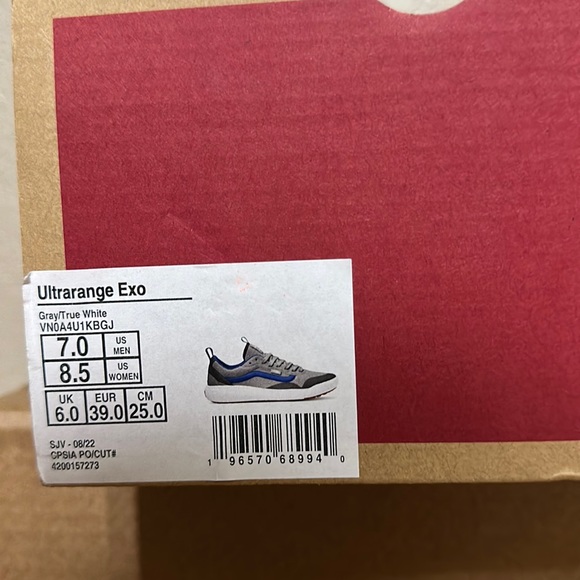 Ultrarange Exo
Gray/True White
VN0A4U1KBGJ
7.0 US MEN
8.5 US WOMEN
UK EUR CM
6.0 39.0 25.0
SJV - 08/22
CPSIA PO/CUT#
4200157273
1 96570 68994 0